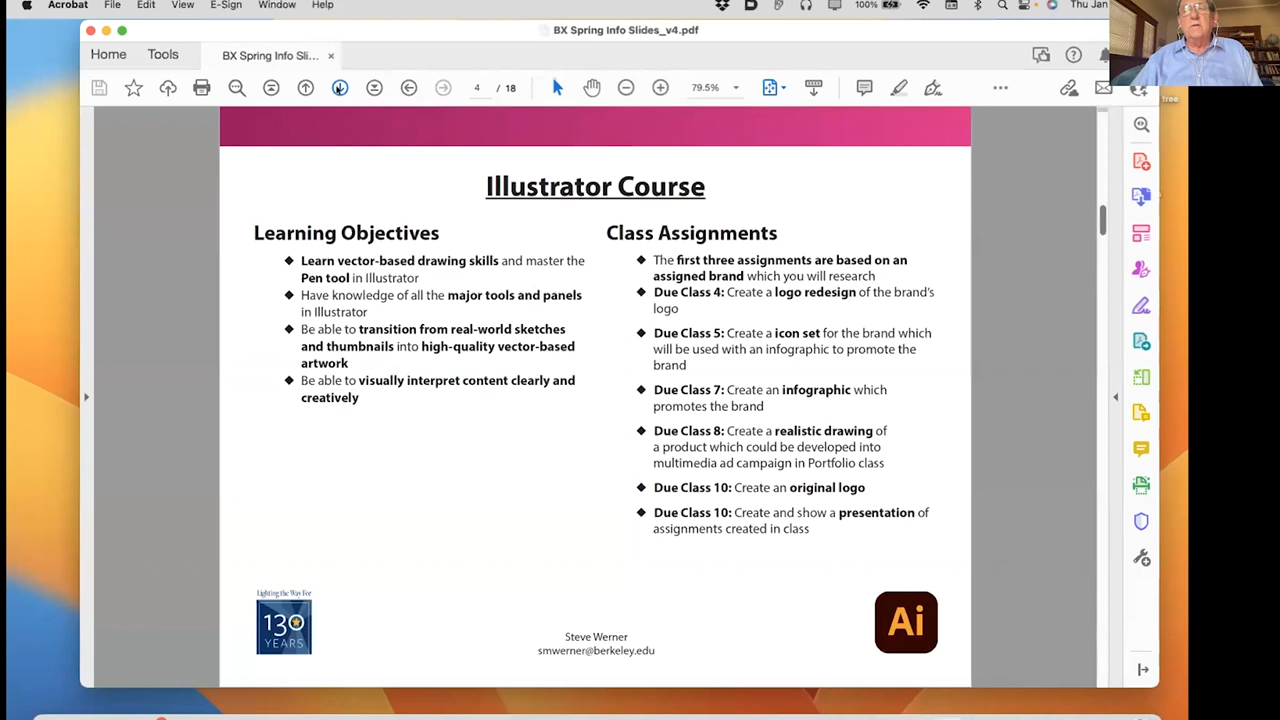 Acrobat File Edit View E-Sign Window Help 100% Thu Jan
BX Spring Info Slides_v4.pdf
Home Tools BX Spring Info Sli... ×
4 / 18 79.5%
free
Illustrator Course
Learning Objectives
❖ Learn vector-based drawing skills and master the
Pen tool in Illustrator
❖ Have knowledge of all the major tools and panels
in Illustrator
❖ Be able to transition from real-world sketches
and thumbnails into high-quality vector-based
artwork
❖ Be able to visually interpret content clearly and
creatively
Class Assignments
❖ The first three assignments are based on an
assigned brand which you will research
❖ Due Class 4: Create a logo redesign of the brand's
logo
❖ Due Class 5: Create a icon set for the brand which
will be used with an infographic to promote the
brand
❖ Due Class 7: Create an infographic which
promotes the brand
❖ Due Class 8: Create a realistic drawing of
a product which could be developed into
multimedia ad campaign in Portfolio class
❖ Due Class 10: Create an original logo
❖ Due Class 10: Create and show a presentation of
assignments created in class
Lighting the Way For
130
YEARS
Steve Werner
smwerner@berkeley.edu
Ai